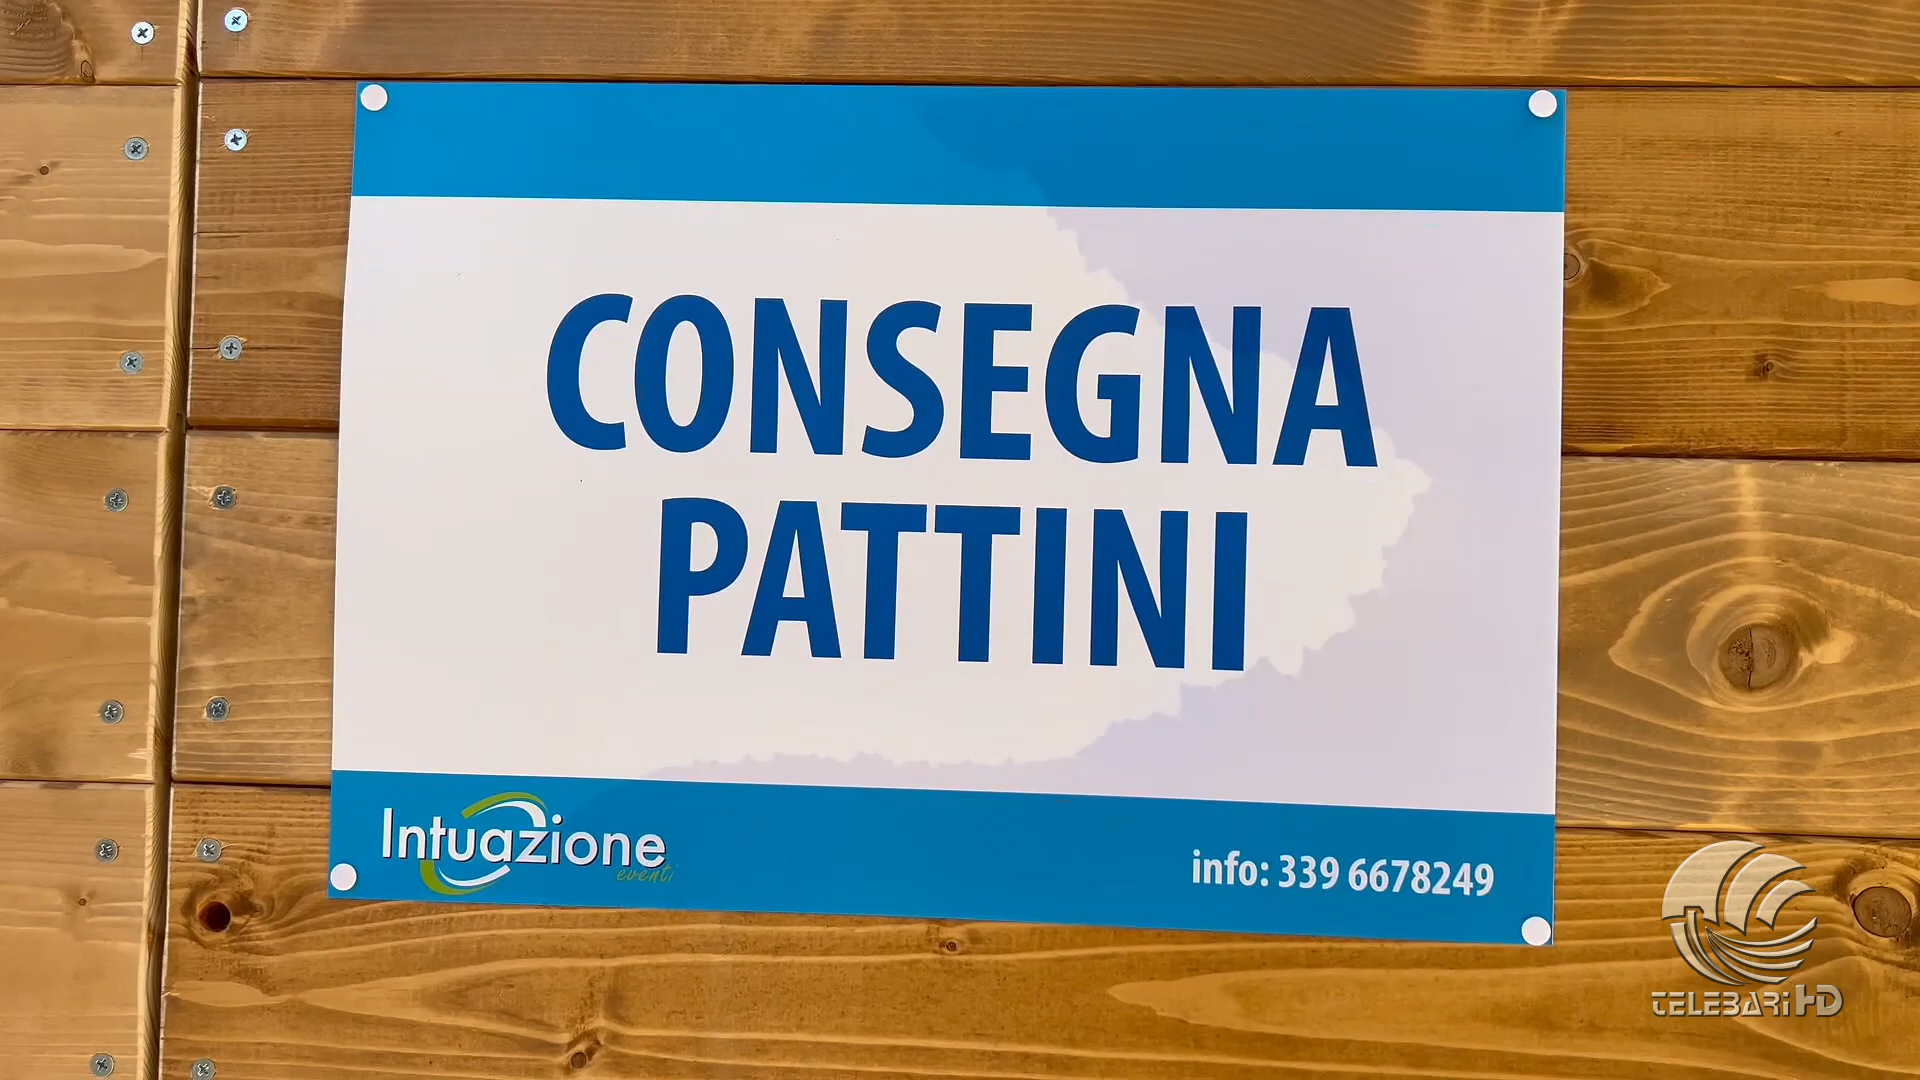 CONSEGNA
PATTINI
Intuazione
eventi
info: 339 6678249
TELEBARI HD